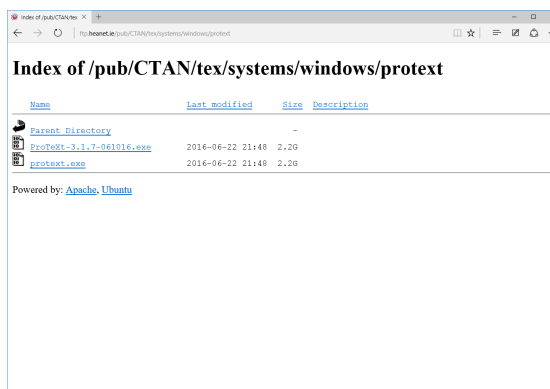 Index of /pub/CTAN/tex
ftp.heanet.ie/pub/CTAN/tex/systems/windows/protext
Index of /pub/CTAN/tex/systems/windows/protext
Name Last modified Size Description
Parent Directory -
ProTeXt-3.1.7-061016.exe 2016-06-22 21:48 2.2G
protext.exe 2016-06-22 21:48 2.2G
Powered by: Apache, Ubuntu